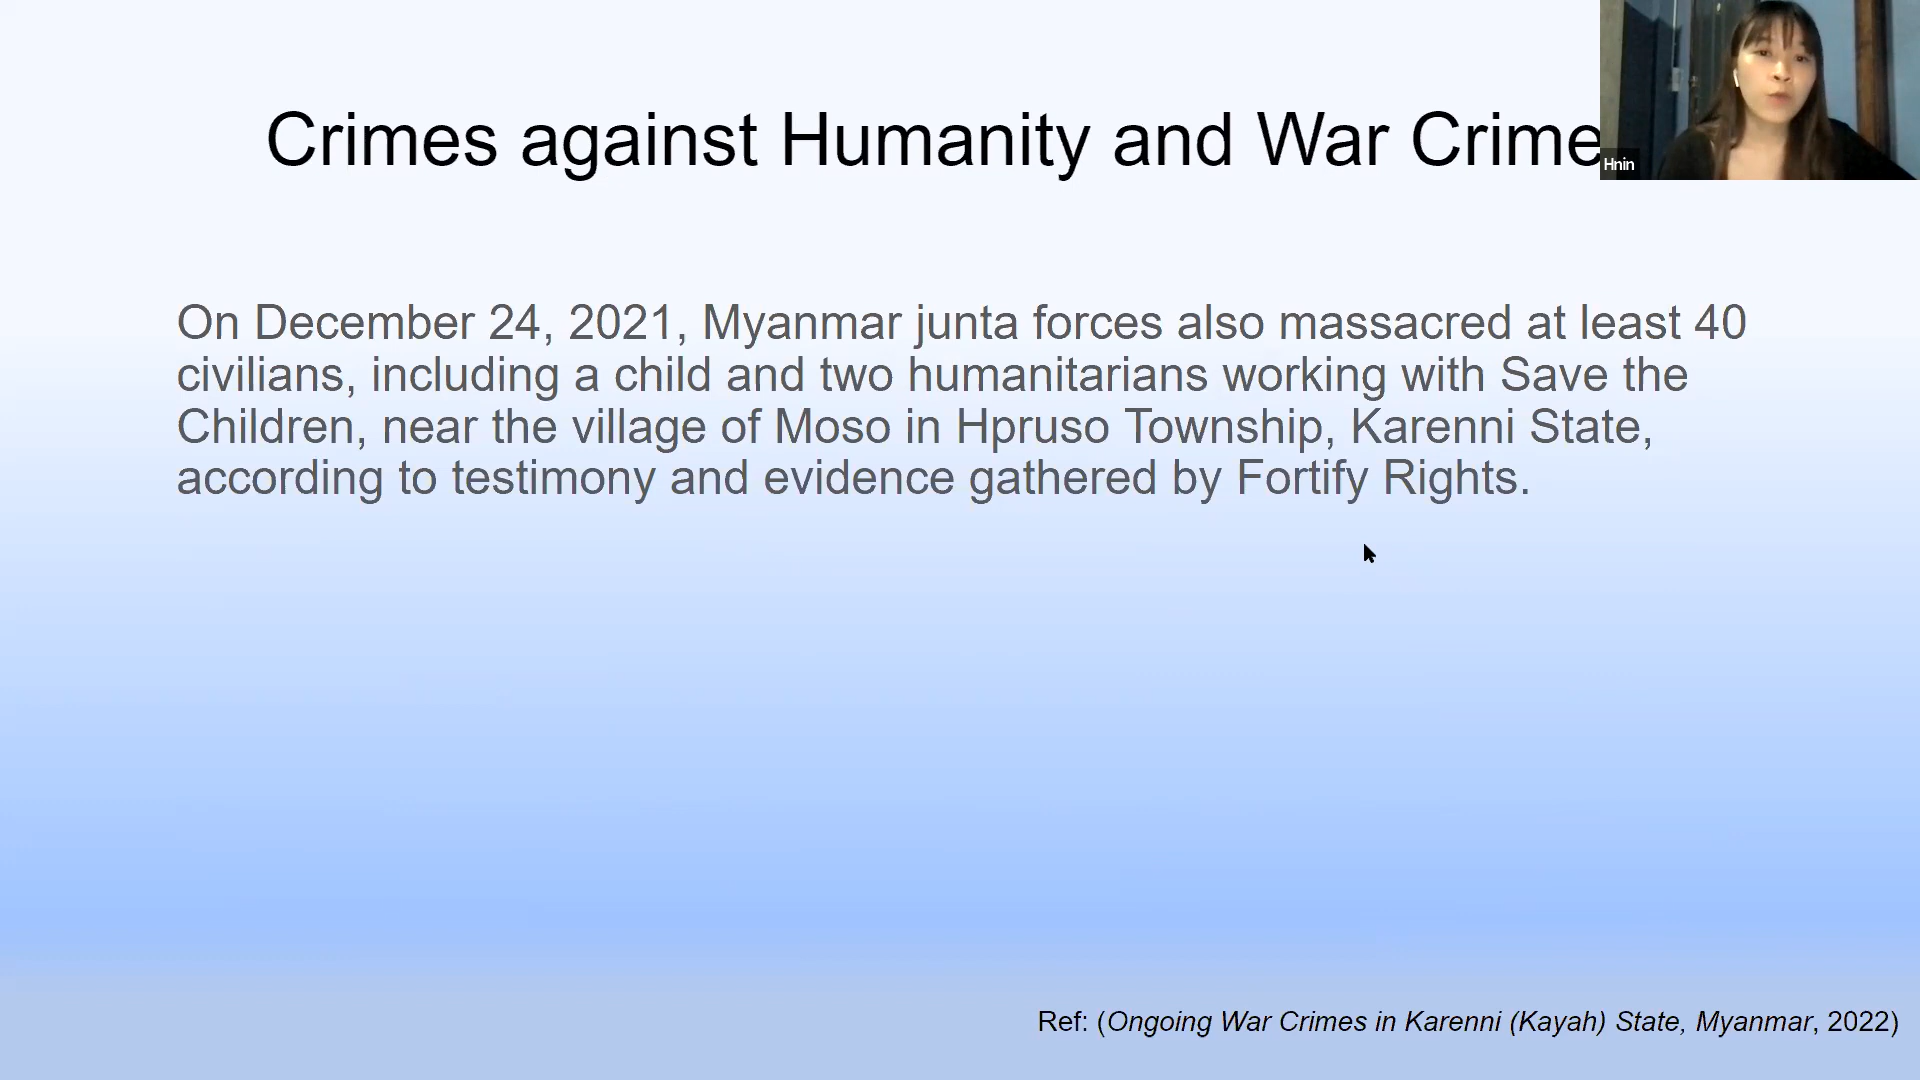 Crimes against Humanity and War Crime
Hnin
On December 24, 2021, Myanmar junta forces also massacred at least 40
civilians, including a child and two humanitarians working with Save the
Children, near the village of Moso in Hpruso Township, Karenni State,
according to testimony and evidence gathered by Fortify Rights.
Ref: (Ongoing War Crimes in Karenni (Kayah) State, Myanmar, 2022)